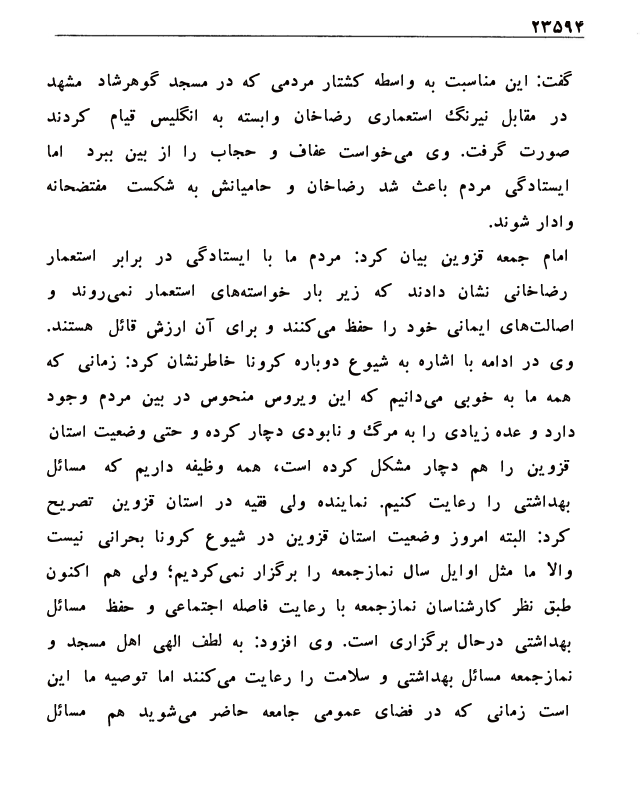 ۲۳۵۹۴
گفت: این مناسبت به واسطه کشتار مردمی که در مسجد گوهرشاد مشهد
در مقابل نیرنگ استعماری رضاخان وابسته به انگلیس قیام کردند
صورت گرفت. وی می‌خواست عفاف و حجاب را از بین ببرد اما
ایستادگی مردم باعث شد رضاخان و حامیانش به شکست مفتضحانه
وادار شوند.
امام جمعه قزوین بیان کرد: مردم ما با ایستادگی در برابر استعمار
رضاخانی نشان دادند که زیر بار خواسته‌های استعمار نمی‌روند و
اصالت‌های ایمانی خود را حفظ می‌کنند و برای آن ارزش قائل هستند.
وی در ادامه با اشاره به شیوع دوباره کرونا خاطرنشان کرد: زمانی که
همه ما به خوبی می‌دانیم که این ویروس منحوس در بین مردم وجود
دارد و عده زیادی را به مرگ و نابودی دچار کرده و حتی وضعیت استان
قزوین را هم دچار مشکل کرده است، همه وظیفه داریم که مسائل
بهداشتی را رعایت کنیم. نماینده ولی فقیه در استان قزوین تصریح
کرد: البته امروز وضعیت استان قزوین در شیوع کرونا بحرانی نیست
والا ما مثل اوایل سال نمازجمعه را برگزار نمی‌کردیم؛ ولی هم اکنون
طبق نظر کارشناسان نمازجمعه با رعایت فاصله اجتماعی و حفظ مسائل
بهداشتی درحال برگزاری است. وی افزود: به لطف الهی اهل مسجد و
نمازجمعه مسائل بهداشتی و سلامت را رعایت می‌کنند اما توصیه ما این
است زمانی که در فضای عمومی جامعه حاضر می‌شوید هم مسائل